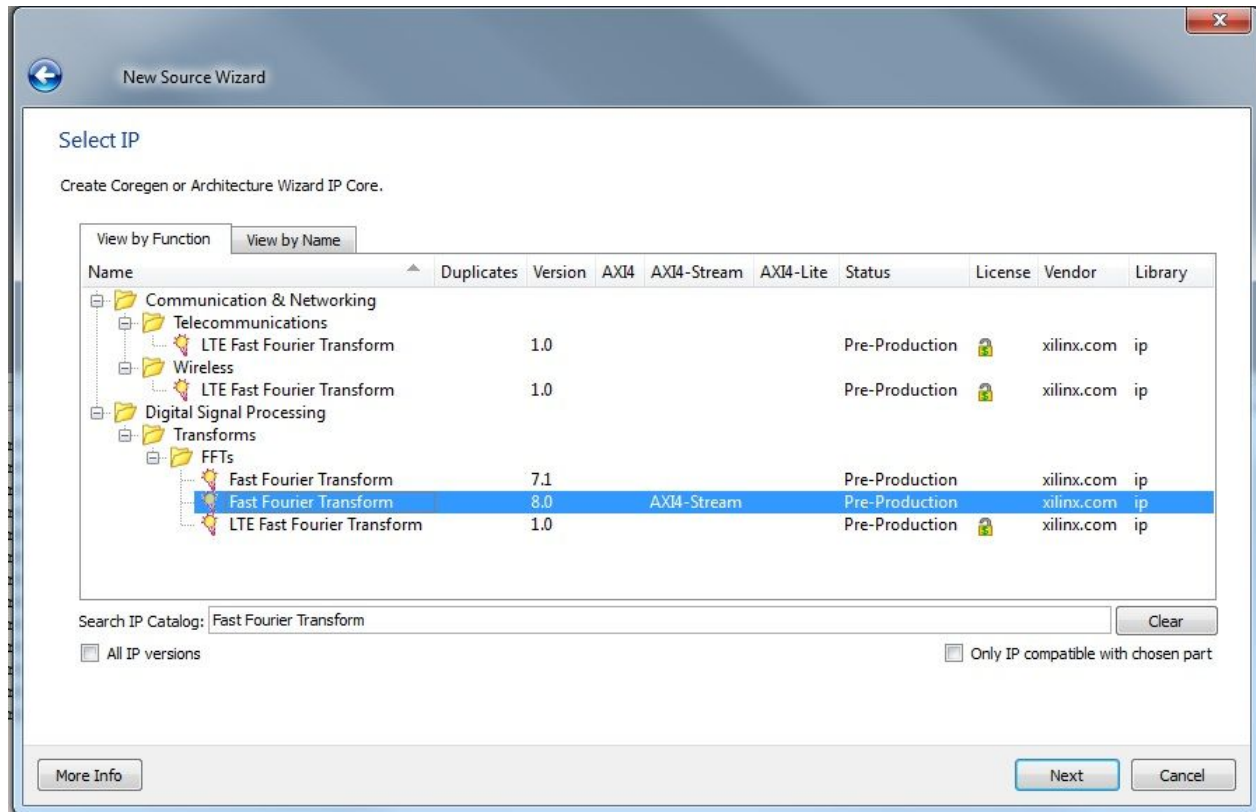 New Source Wizard
Select IP
Create Coregen or Architecture Wizard IP Core.
View by Function View by Name
Name Duplicates Version AXI4 AXI4-Stream AXI4-Lite Status License Vendor Library
Communication & Networking
Telecommunications
LTE Fast Fourier Transform 1.0 Pre-Production xilinx.com ip
Wireless
LTE Fast Fourier Transform 1.0 Pre-Production xilinx.com ip
Digital Signal Processing
Transforms
FFTs
Fast Fourier Transform 7.1 Pre-Production xilinx.com ip
Fast Fourier Transform 8.0 AXI4-Stream Pre-Production xilinx.com ip
LTE Fast Fourier Transform 1.0 Pre-Production xilinx.com ip
Search IP Catalog: Fast Fourier Transform Clear
All IP versions Only IP compatible with chosen part
More Info Next Cancel